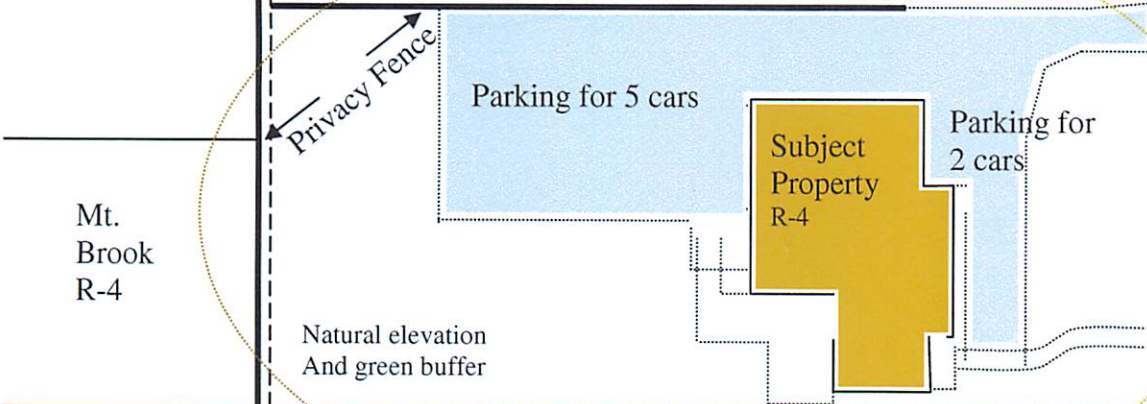 Privacy Fence
Parking for 5 cars
Parking for
2 cars
Subject
Property
R-4
Mt.
Brook
R-4
Natural elevation
And green buffer